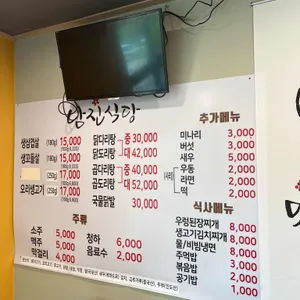 맘찬식당
생삼겹살 (180g) 15,000
생고들살 (180g) 15,000
(250g) 17,000
오리생고기 (250g) 17,000
닭다리탕 중 30,000
닭도리탕 대 42,000
곱다리탕 중 40,000
곱도리탕 대 52,000
국물닭발 30,000
주류
소주 5,000
맥주 5,000
막걸리 4,000
청하 6,000
음료수 2,000
추가메뉴
미나리 3,000
버섯 3,000
새우 5,000
사리 우동 2,000
라면 2,000
떡 2,000
식사메뉴
우렁된장찌개 8,000
생고기김치찌개 8,000
물/비빔냉면 8,000
주먹밥 3,000
볶음밥 3,000
공기밥 1,000